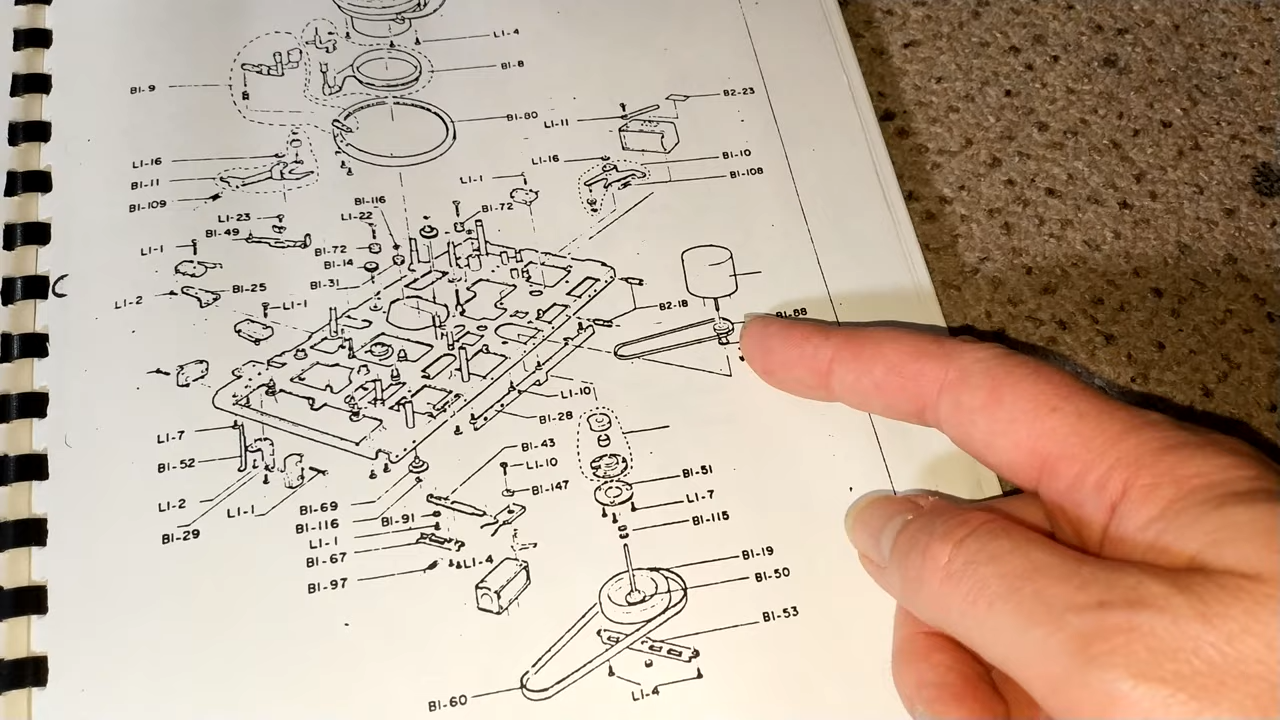 L1-4
B1-8
B1-9
B2-23
B1-80
L1-11
L1-16
L1-16
B1-10
B1-11
L1-1
B1-108
B1-109
B1-116
B1-72
L1-23
L1-22
B1-49
L1-1
B1-72
B1-14
B1-25
B1-31
L1-2
L1-1
B2-18
B1-88
L1-10
B1-28
L1-7
B1-43
B1-52
L1-10
B1-51
B1-147
L1-7
L1-2
L1-1
B1-69
B1-91
B1-115
B1-116
B1-29
L1-1
B1-67
L1-4
B1-19
B1-97
B1-50
B1-53
L1-4
B1-60